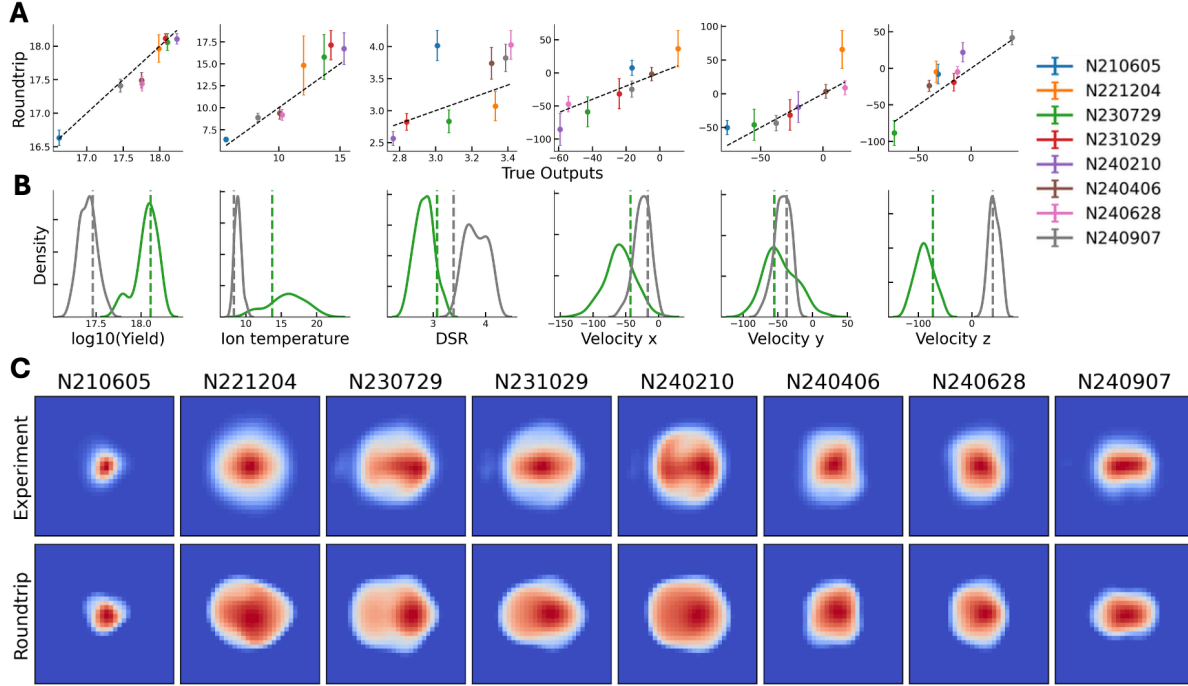 A
Roundtrip
18.0
17.5
17.0
16.5
17.0
17.5
18.0
17.5
15.0
12.5
10.0
7.5
10
15
4.0
3.5
3.0
2.5
2.8
3.0
3.2
3.4
50
0
−50
−100
−60
−40
−20
0
100
50
0
−50
−50
0
50
0
−50
−100
−50
0
True Outputs
N210605
N221204
N230729
N231029
N240210
N240406
N240628
N240907
B
Density
17.5
18.0
log10(Yield)
10
15
20
Ion temperature
3
4
DSR
−150
−100
−50
0
Velocity x
−100
−50
0
50
Velocity y
−100
0
Velocity z
C
N210605 N221204 N230729 N231029 N240210 N240406 N240628 N240907
Experiment
Roundtrip